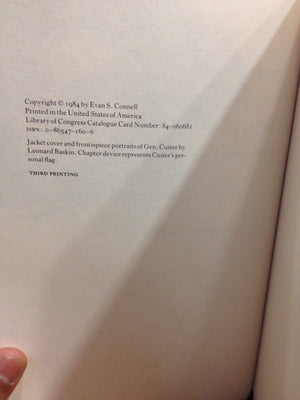 Copyright © 1984 by Evan S. Connell
Printed in the United States of America
Library of Congress Catalogue Card Number: 84-060681
ISBN: 0-86547-160-6
Jacket cover and frontispiece portraits of Gen. Custer by
Leonard Baskin. Chapter device represents Custer's per-
sonal flag.
THIRD PRINTING